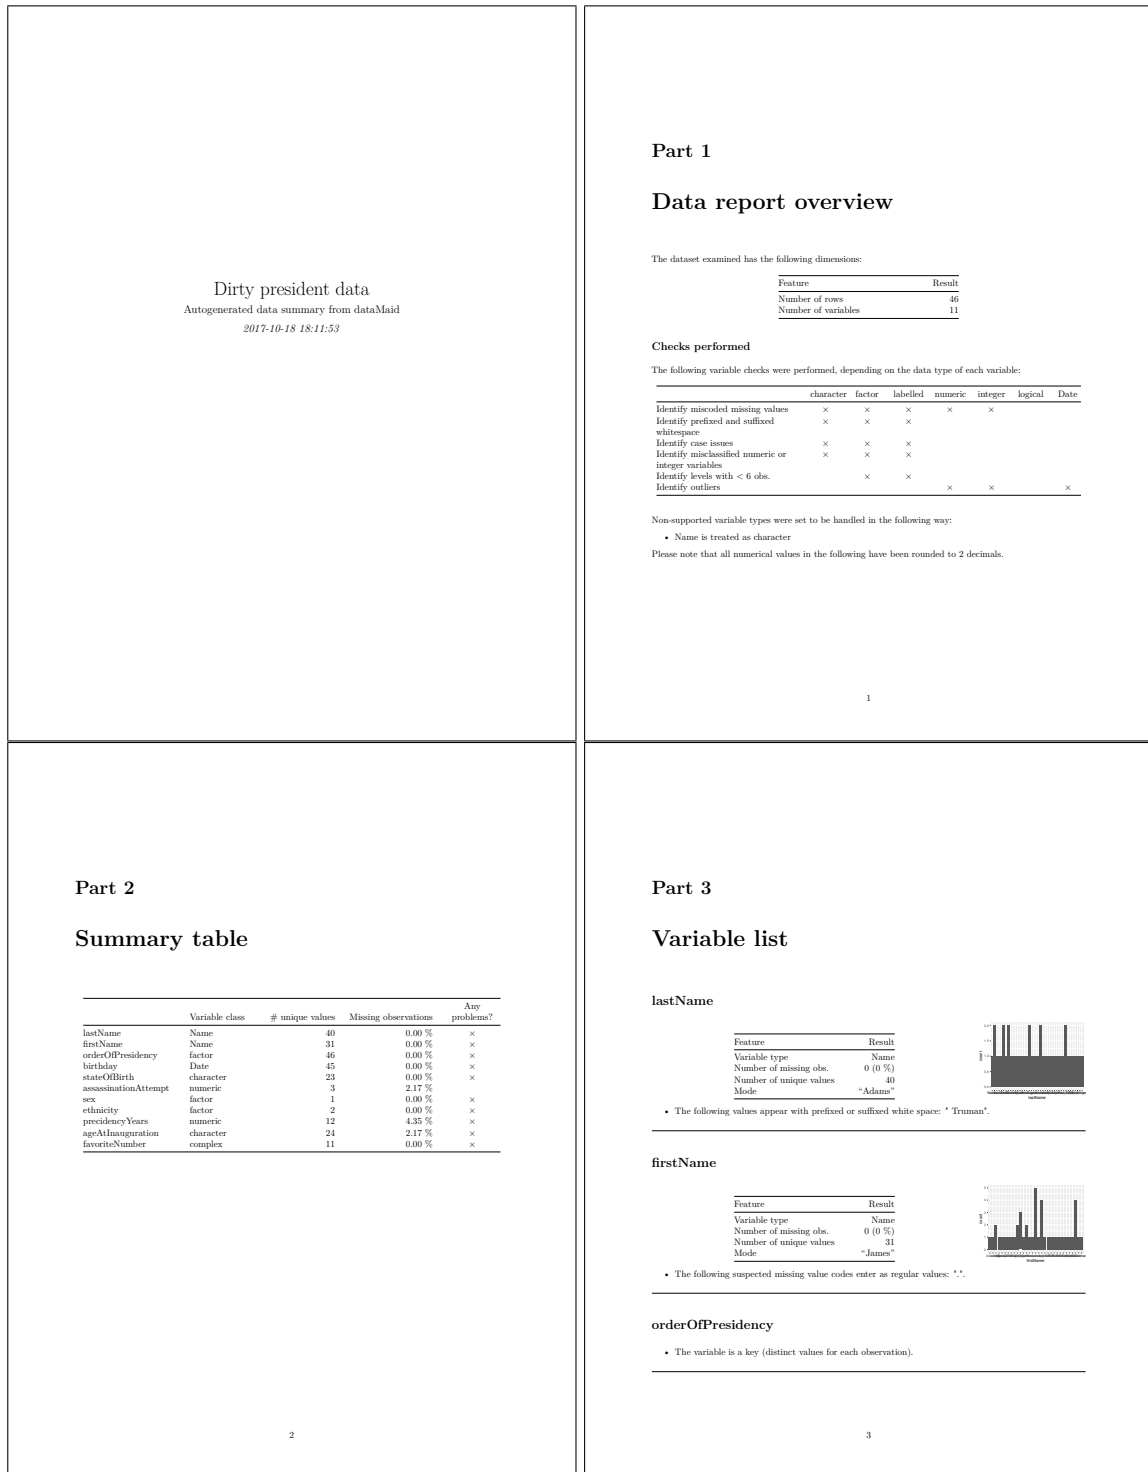 Dirty president data
Autogenerated data summary from dataMaid
2017-10-18 18:11:53
Part 1
Data report overview
The dataset examined has the following dimensions:
Feature Result
Number of rows 46
Number of variables 11
Checks performed
The following variable checks were performed, depending on the data type of each variable:
character factor labelled numeric integer logical Date
Identify miscoded missing values × × × × ×
Identify prefixed and suffixed × × ×
whitespace
Identify case issues × × ×
Identify misclassified numeric or × × ×
integer variables
Identify levels with < 6 obs. × ×
Identify outliers × × ×
Non-supported variable types were set to be handled in the following way:
• Name is treated as character
Please note that all numerical values in the following have been rounded to 2 decimals.
1
Part 2
Summary table
Any
Variable class # unique values Missing observations problems?
lastName Name 40 0.00 % ×
firstName Name 31 0.00 % ×
orderOfPresidency factor 46 0.00 % ×
birthday Date 45 0.00 % ×
stateOfBirth character 23 0.00 % ×
assassinationAttempt numeric 3 2.17 %
sex factor 1 0.00 % ×
ethnicity factor 2 0.00 % ×
precidencyYears numeric 12 4.35 % ×
ageAtInauguration character 24 2.17 % ×
favoriteNumber complex 11 0.00 % ×
2
Part 3
Variable list
lastName
Feature Result
Variable type Name
Number of missing obs. 0 (0 %)
Number of unique values 40
Mode “Adams”
lastName
• The following values appear with prefixed or suffixed white space: " Truman".
firstName
Feature Result
Variable type Name
Number of missing obs. 0 (0 %)
Number of unique values 31
Mode “James”
firstName
• The following suspected missing value codes enter as regular values: ".".
orderOfPresidency
• The variable is a key (distinct values for each observation).
3